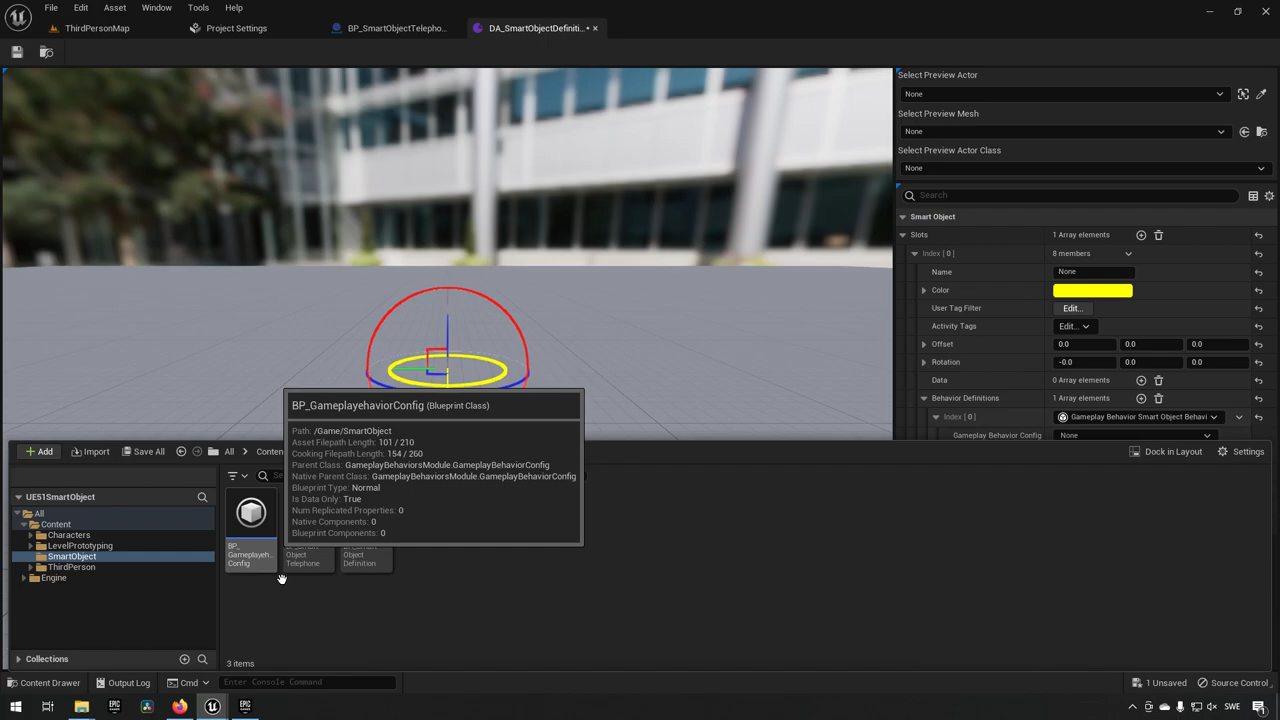 File Edit Asset Window Tools Help
ThirdPersonMap
Project Settings
BP_SmartObjectTelepho...
DA_SmartObjectDefiniti... •
Select Preview Actor
None
Select Preview Mesh
None
Select Preview Actor Class
None
Search
Smart Object
Slots 1 Array elements
Index [ 0 ] 8 members
Name None
Color
User Tag Filter Edit...
Activity Tags Edit...
Offset 0.0 0.0 0.0
Rotation -0.0 0.0 0.0
Data 0 Array elements
Behavior Definitions 1 Array elements
Index [ 0 ] Gameplay Behavior Smart Object Behavi
Gameplay Behavior Config None
BP_GameplayehaviorConfig (Blueprint Class)
Path: /Game/SmartObject
Asset Filepath Length: 101 / 210
Cooking Filepath Length: 154 / 260
Parent Class: GameplayBehaviorsModule.GameplayBehaviorConfig
Native Parent Class: GameplayBehaviorsModule.GameplayBehaviorConfig
Blueprint Type: Normal
Is Data Only: True
Num Replicated Properties: 0
Native Components: 0
Blueprint Components: 0
Add Import Save All All Conten
Dock in Layout Settings
UE51SmartObject
All
Content
Characters
LevelPrototyping
SmartObject
ThirdPerson
Engine
Collections
BP_
Gameplayeh...
Config
Object
Telephone
Object
Definition
3 items
Content Drawer Output Log Cmd Enter Console Command
1 Unsaved Source Control
SWE